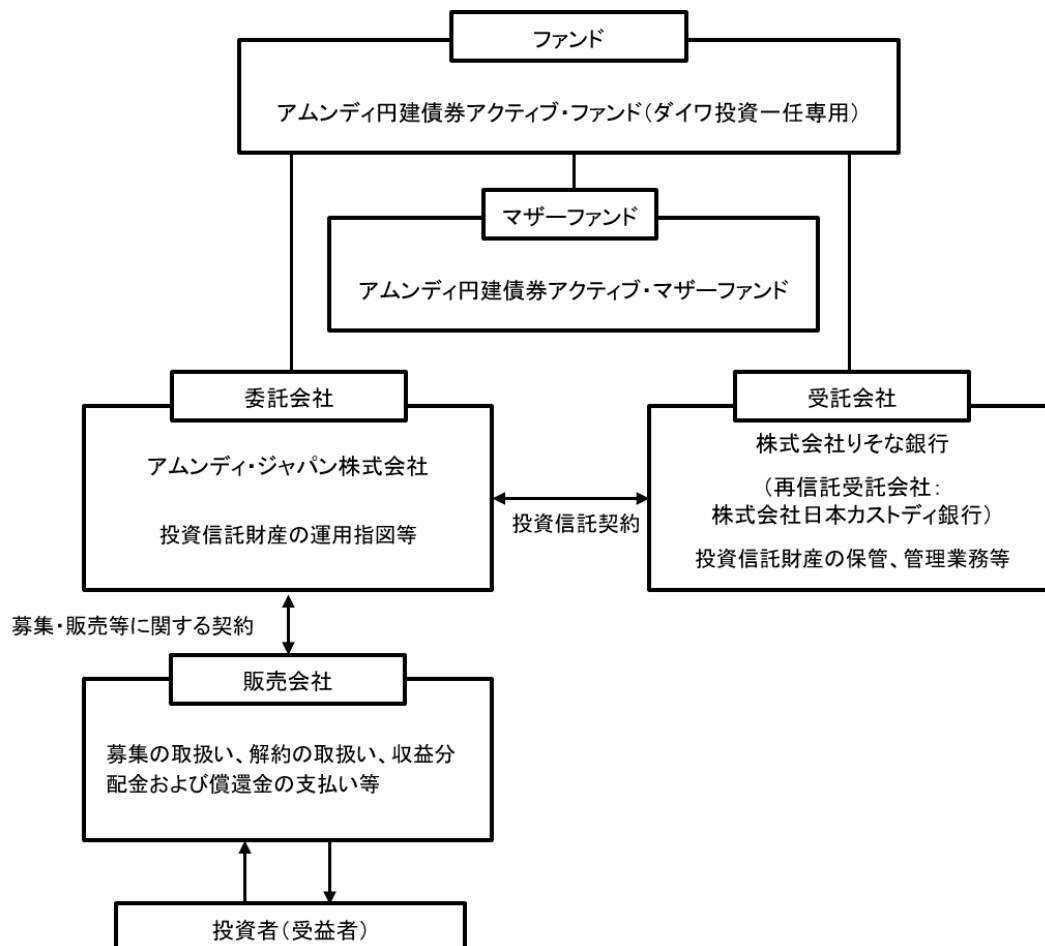 ファンド
アムンディ円建債券アクティブ・ファンド(ダイワ投資一任専用)
マザーファンド
アムンディ円建債券アクティブ・マザーファンド
委託会社
アムンディ・ジャパン株式会社
投資信託財産の運用指図等
投資信託契約
受託会社
株式会社りそな銀行
(再信託受託会社:
株式会社日本カストディ銀行)
投資信託財産の保管、管理業務等
募集・販売等に関する契約
販売会社
募集の取扱い、解約の取扱い、収益分
配金および償還金の支払い等
投資者(受益者)